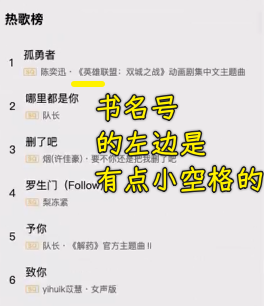 热歌榜
1 孤勇者
陈奕迅·《英雄联盟：双城之战》动画剧集中文主题曲
2 哪里都是你
队长
书名号
的左边是
有点小空格的
3 删了吧
烟(许佳豪)·要不你还是把我删了吧
4 罗生门（Follow）
梨冻紧
5 予你
队长·《解药》官方主题曲Ⅱ
6 致你
yihuik苡慧·女声版